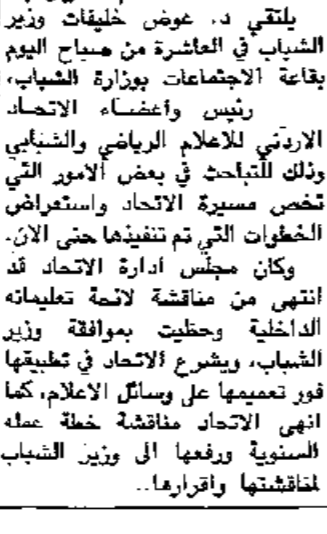 يلتقي د. عوض خليفات وزير
الشباب في العاشرة من صباح اليوم
بقاعة الاجتماعات بوزارة الشباب،
رئيس وأعضاء الاتحاد
الاردني للاعلام الرياضي والشبابي
وذلك للتباحث في بعض الامور التي
تخص مسيرة الاتحاد واستعراض
الخطوات التي تم تنفيذها حتى الان.
وكان مجلس ادارة الاتحاد قد
انتهى من مناقشة لائحة تعليماته
الداخلية وحظيت بموافقة وزير
الشباب، ويشرع الاتحاد في تطبيقها
فور تعميمها على وسائل الاعلام، كما
انهى الاتحاد مناقشة خطة عمله
السنوية ورفعها الى وزير الشباب
لمناقشتها واقرارها..